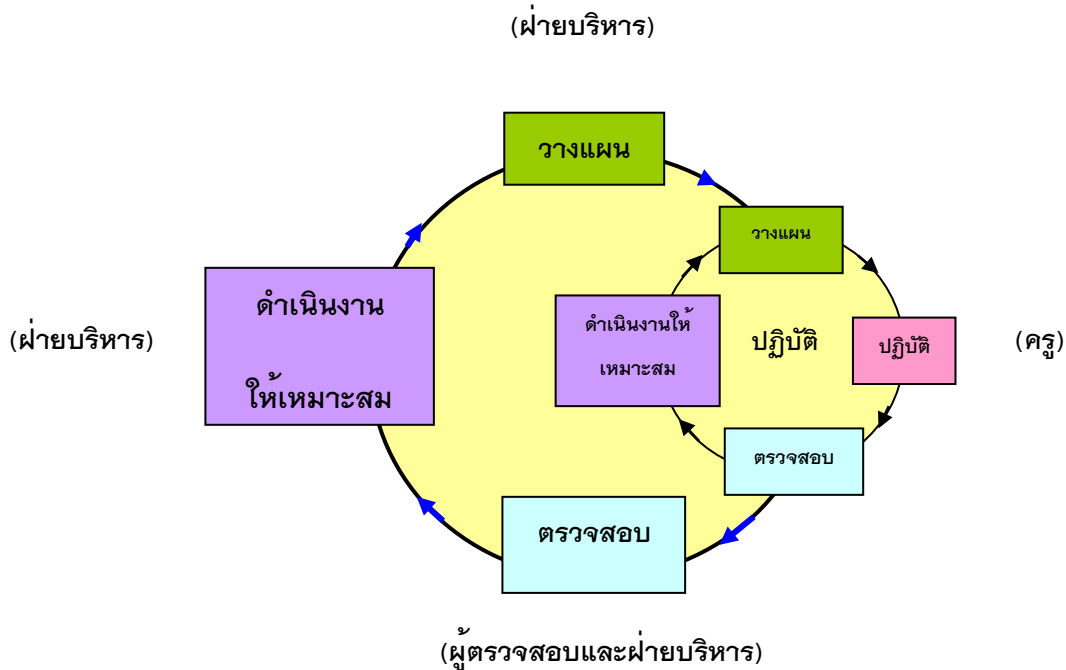 (ฝ่ายบริหาร)
วางแผน
วางแผน
ดำเนินงาน
ให้เหมาะสม
(ฝ่ายบริหาร)
ดำเนินงานให้
เหมาะสม
ปฏิบัติ
ปฏิบัติ
(ครู)
ตรวจสอบ
ตรวจสอบ
(ผู้ตรวจสอบและฝ่ายบริหาร)